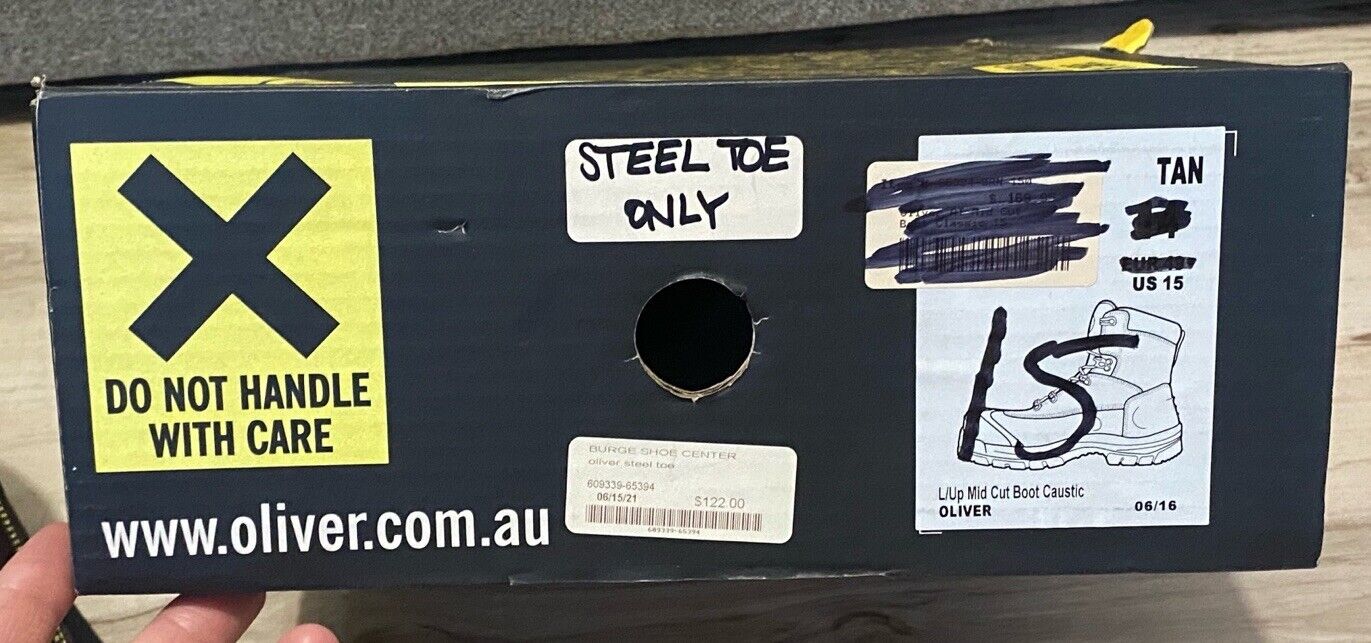 DO NOT HANDLE
WITH CARE
www.oliver.com.au
STEEL TOE
ONLY
BURGE SHOE CENTER
oliver steel toe
609339-65394
06/15/21
$122.00
609339-65394
TAN
US 15
15
L/Up Mid Cut Boot Caustic
OLIVER
06/16